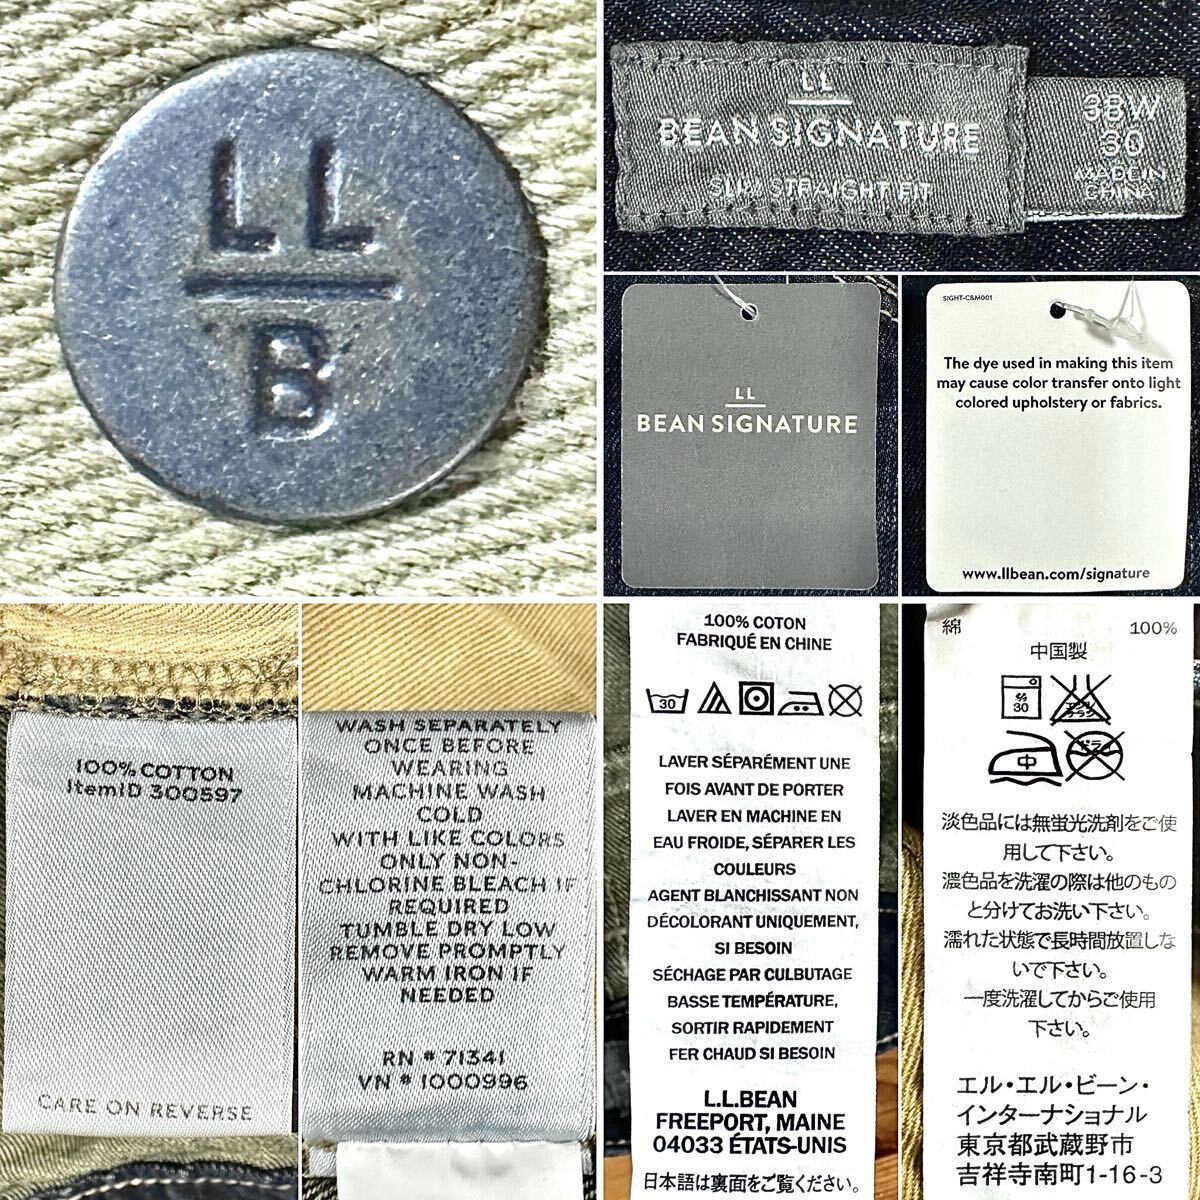 LL
B
LL
BEAN SIGNATURE
SLIM STRAIGHT FIT
38W
30
MADE IN
CHINA
LL
BEAN SIGNATURE
SIGHT-C&M001
The dye used in making this item
may cause color transfer onto light
colored upholstery or fabrics.
www.llbean.com/signature
100% COTTON
ItemID 300597
CARE ON REVERSE
WASH SEPARATELY
ONCE BEFORE
WEARING
MACHINE WASH
COLD
WITH LIKE COLORS
ONLY NON-
CHLORINE BLEACH IF
REQUIRED
TUMBLE DRY LOW
REMOVE PROMPTLY
WARM IRON IF
NEEDED
RN # 71341
VN # 1000996
100% COTON
FABRIQUÉ EN CHINE
30
LAVER SÉPARÉMENT UNE
FOIS AVANT DE PORTER
LAVER EN MACHINE EN
EAU FROIDE, SÉPARER LES
COULEURS
AGENT BLANCHISSANT NON
DÉCOLORANT UNIQUEMENT,
SI BESOIN
SÉCHAGE PAR CULBUTAGE
BASSE TEMPÉRATURE,
SORTIR RAPIDEMENT
FER CHAUD SI BESOIN
L.L.BEAN
FREEPORT, MAINE
04033 ÉTATS-UNIS
日本語は裏面をご覧ください。
綿 100%
中国製
30
エンソ
サラシ
中
ドライ
淡色品には無蛍光洗剤をご使
用して下さい。
濃色品を洗濯の際は他のもの
と分けてお洗い下さい。
濡れた状態で長時間放置しな
いで下さい。
一度洗濯してからご使用
下さい。
エル・エル・ビーン・
インターナショナル
東京都武蔵野市
吉祥寺南町1-16-3